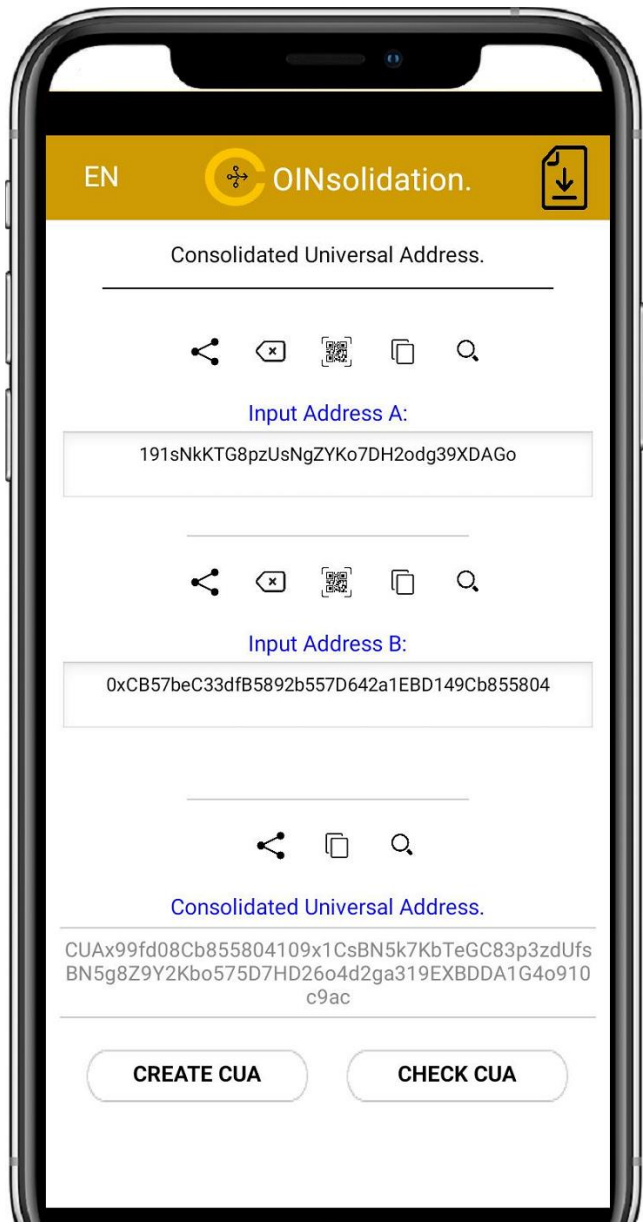 EN
COINsolidation.
Consolidated Universal Address.
Input Address A:
191sNkKTG8pzUsNgZYKo7DH2odg39XDAGo
Input Address B:
0xCB57beC33dfB5892b557D642a1EBD149Cb855804
Consolidated Universal Address.
CUAx99fd08Cb855804109x1CsBN5k7KbTeGC83p3zdUfs
BN5g8Z9Y2Kbo575D7HD26o4d2ga319EXBDDA1G4o910
c9ac
CREATE CUA
CHECK CUA